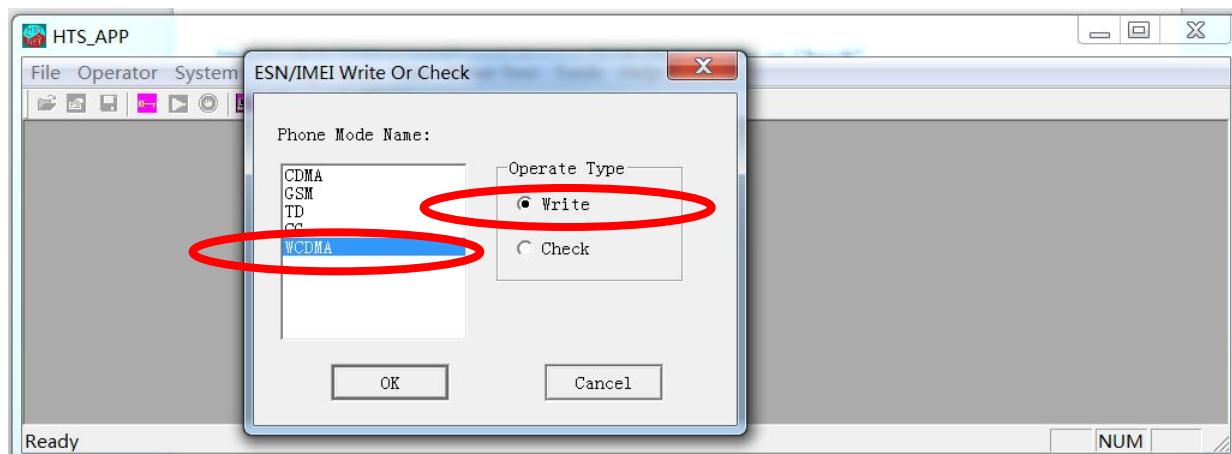 HTS_APP
File Operator System
ESN/IMEI Write Or Check
Phone Mode Name:
CDMA
GSM
TD
WCDMA
Operate Type
Write
Check
OK
Cancel
Ready
NUM